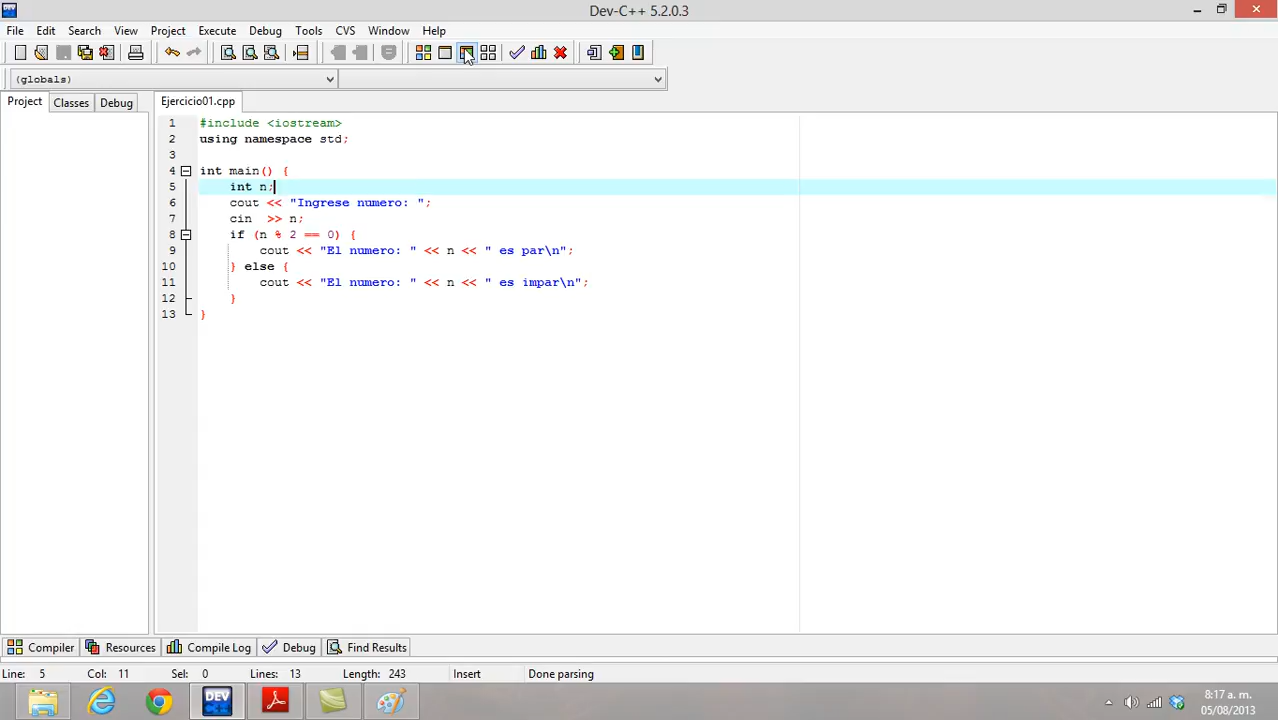 Dev-C++ 5.2.0.3
File Edit Search View Project Execute Debug Tools CVS Window Help
(globals)
Project Classes Debug Ejercicio01.cpp
1 #include <iostream>
2 using namespace std;
3
4 int main() {
5 int n;
6 cout << "Ingrese numero: ";
7 cin >> n;
8 if (n % 2 == 0) {
9 cout << "El numero: " << n << " es par\n";
10 } else {
11 cout << "El numero: " << n << " es impar\n";
12 }
13 }
Compiler Resources Compile Log Debug Find Results
Line: 5 Col: 11 Sel: 0 Lines: 13 Length: 243 Insert Done parsing
DEV
8:17 a. m.
05/08/2013